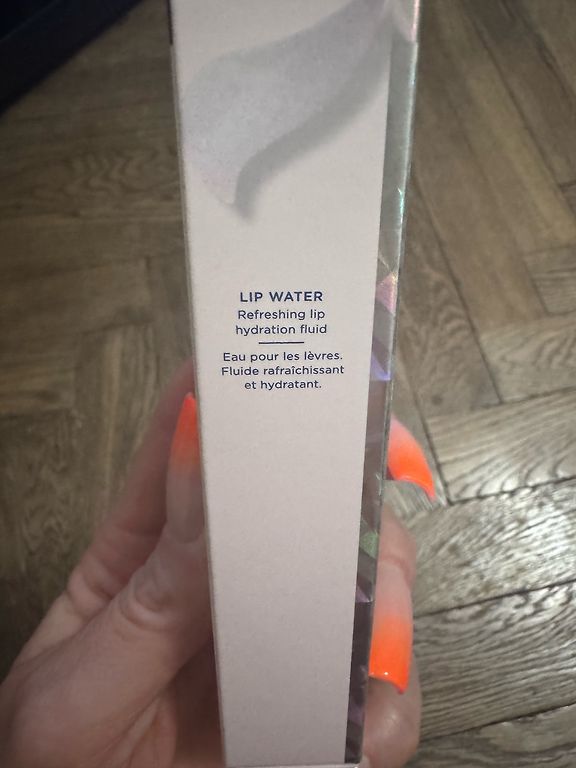 LIP WATER
Refreshing lip
hydration fluid
Eau pour les lèvres.
Fluide rafraîchissant
et hydratant.